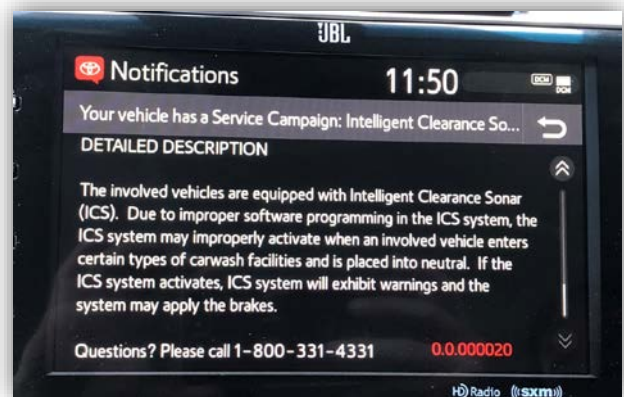 JBL
Notifications 11:50 DCM
DCM
Your vehicle has a Service Campaign: Intelligent Clearance So...
DETAILED DESCRIPTION
The involved vehicles are equipped with Intelligent Clearance Sonar
(ICS). Due to improper software programming in the ICS system, the
ICS system may improperly activate when an involved vehicle enters
certain types of carwash facilities and is placed into neutral. If the
ICS system activates, ICS system will exhibit warnings and the
system may apply the brakes.
Questions? Please call 1-800-331-4331 0.0.000020
HD Radio ((sxm))